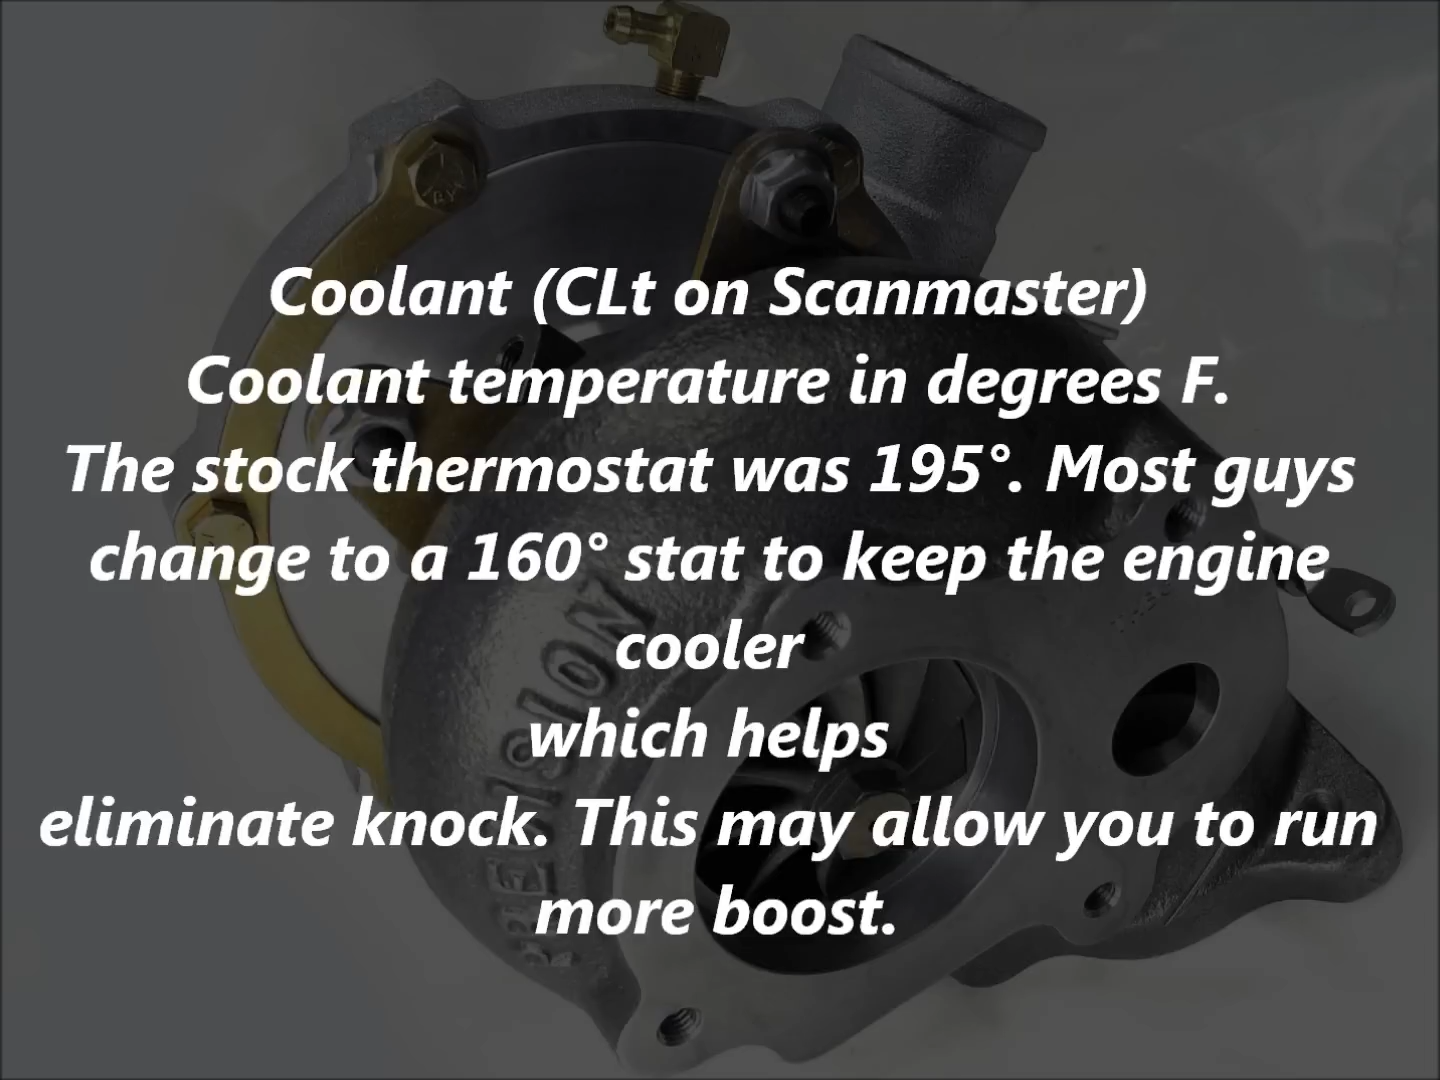 Coolant (CLt on Scanmaster)
Coolant temperature in degrees F.
The stock thermostat was 195°. Most guys
change to a 160° stat to keep the engine
cooler
which helps
eliminate knock. This may allow you to run
more boost.